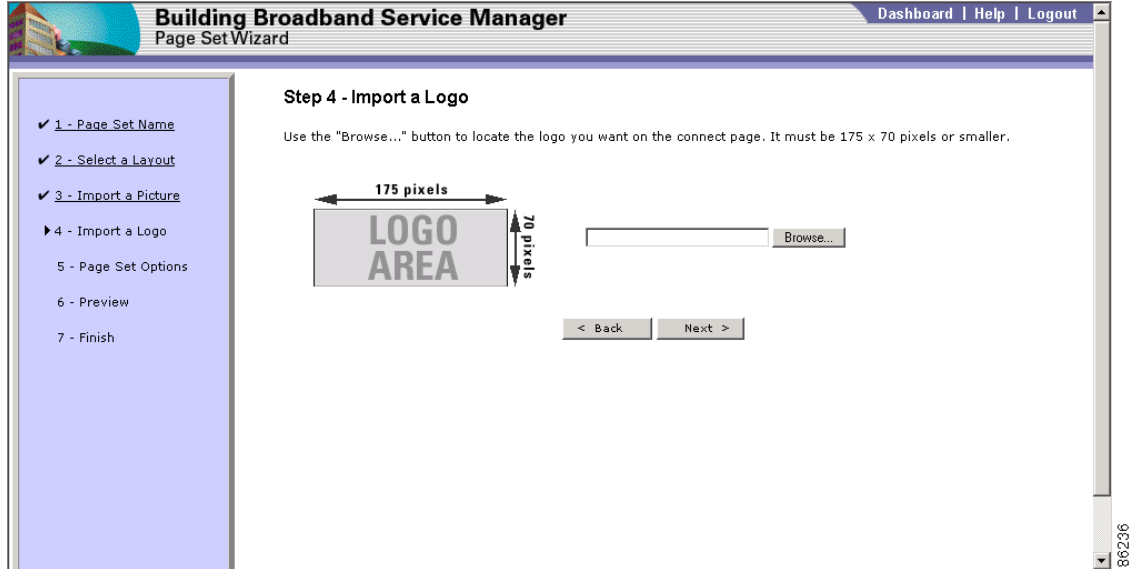 Building Broadband Service Manager
Page Set Wizard
Dashboard | Help | Logout
1 - Page Set Name
2 - Select a Layout
3 - Import a Picture
4 - Import a Logo
5 - Page Set Options
6 - Preview
7 - Finish
Step 4 - Import a Logo
Use the "Browse..." button to locate the logo you want on the connect page. It must be 175 x 70 pixels or smaller.
175 pixels
LOGO
AREA
70 pixels
Browse...
< Back
Next >
86236